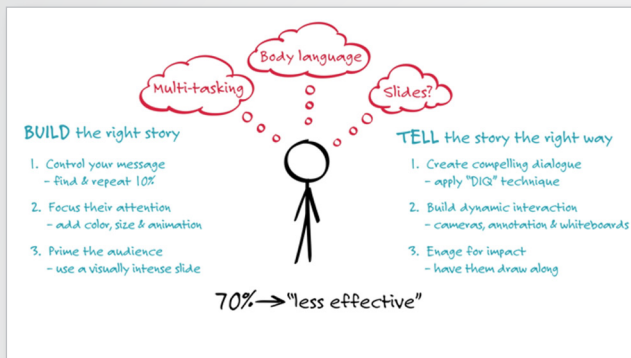 Body language
Multi-tasking
Slides?
BUILD the right story
1. Control your message
– find & repeat 10%
2. Focus their attention
– add color, size & animation
3. Prime the audience
– use a visually intense slide
TELL the story the right way
1. Create compelling dialogue
– apply "DIQ" technique
2. Build dynamic interaction
– cameras, annotation & whiteboards
3. Enage for impact
– have them draw along
70%→"less effective"